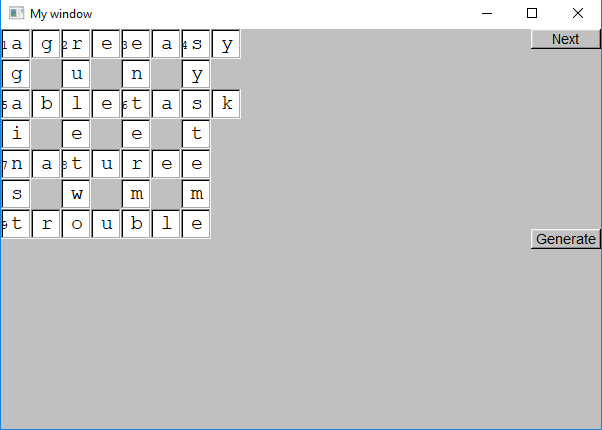 My window
1a g 2r e 3e a 4s y
Next
g u n y
5a b l e 6t a s k
i e e t
7n a 8t u r e e
s w m m
9t r o u b l e
Generate